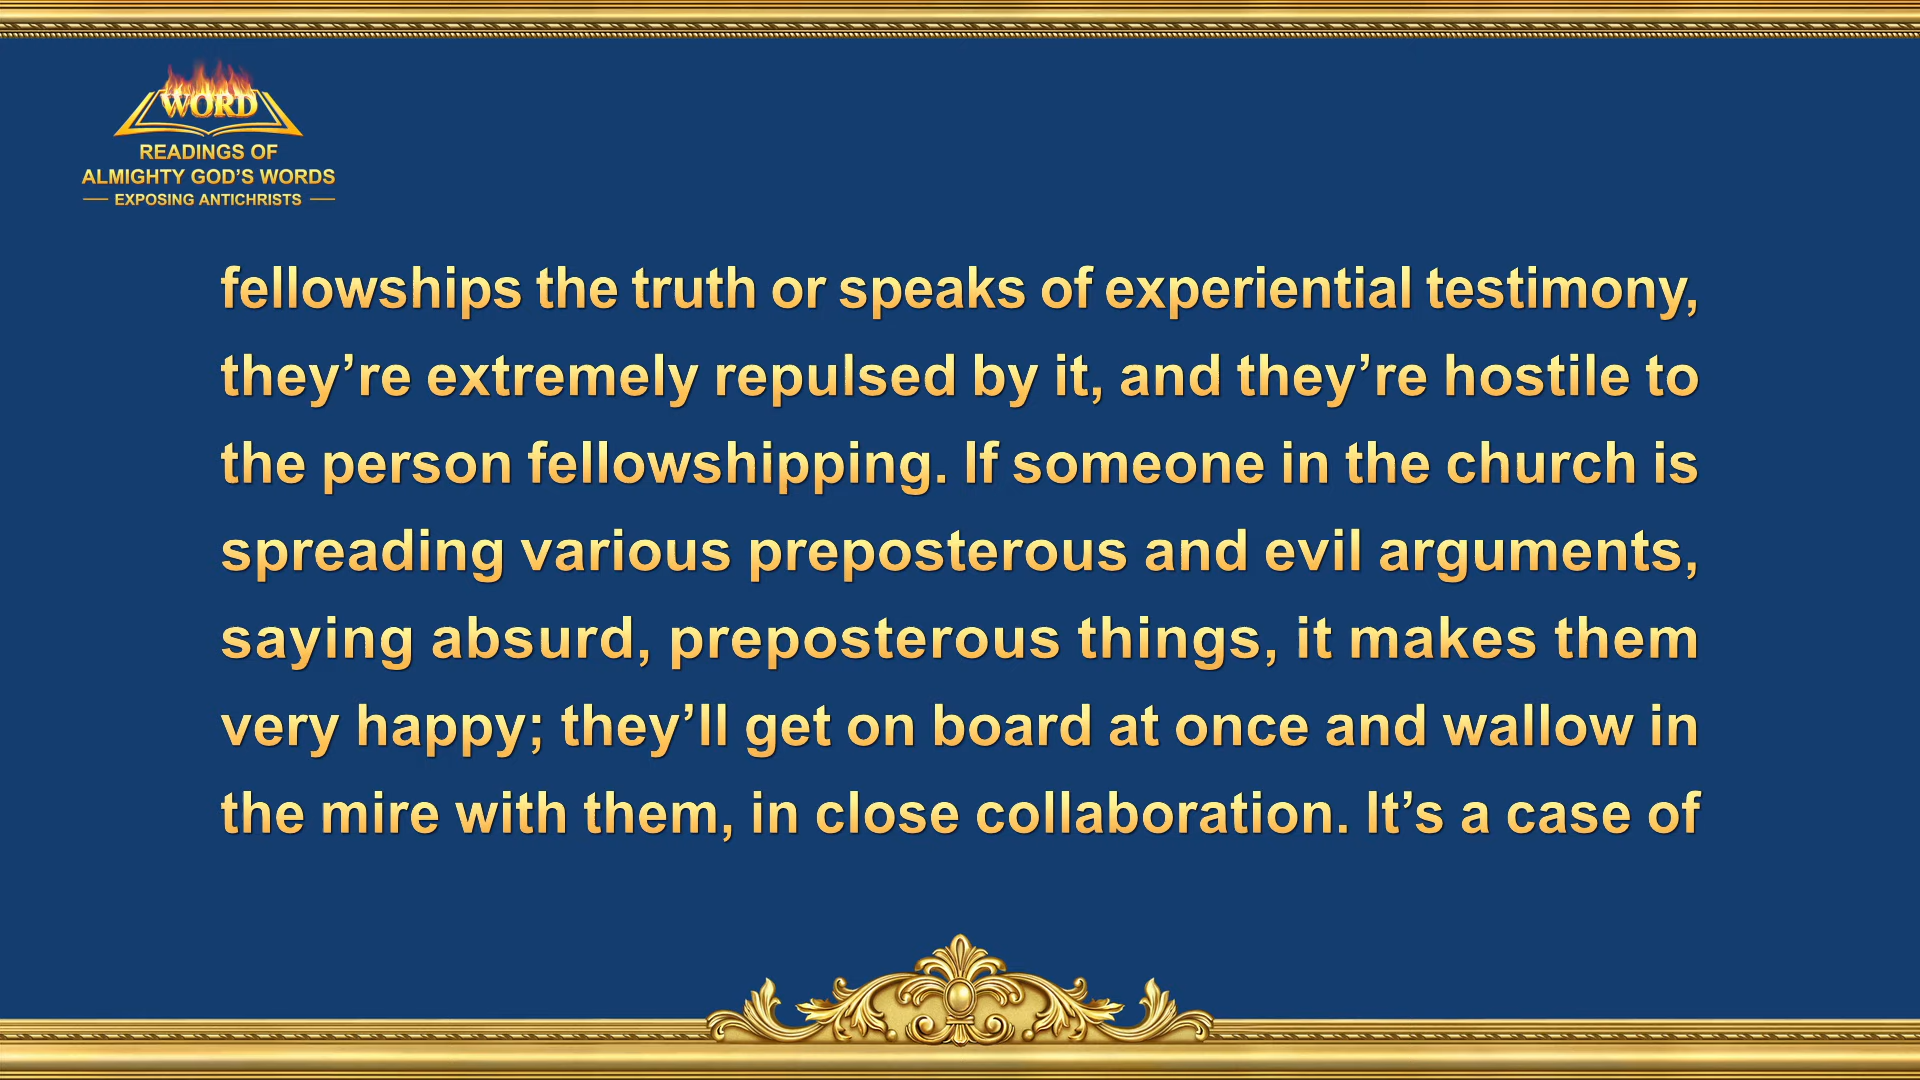 WORD
READINGS OF
ALMIGHTY GOD'S WORDS
EXPOSING ANTICHRISTS
fellowships the truth or speaks of experiential testimony,
they’re extremely repulsed by it, and they’re hostile to
the person fellowshipping. If someone in the church is
spreading various preposterous and evil arguments,
saying absurd, preposterous things, it makes them
very happy; they’ll get on board at once and wallow in
the mire with them, in close collaboration. It’s a case of